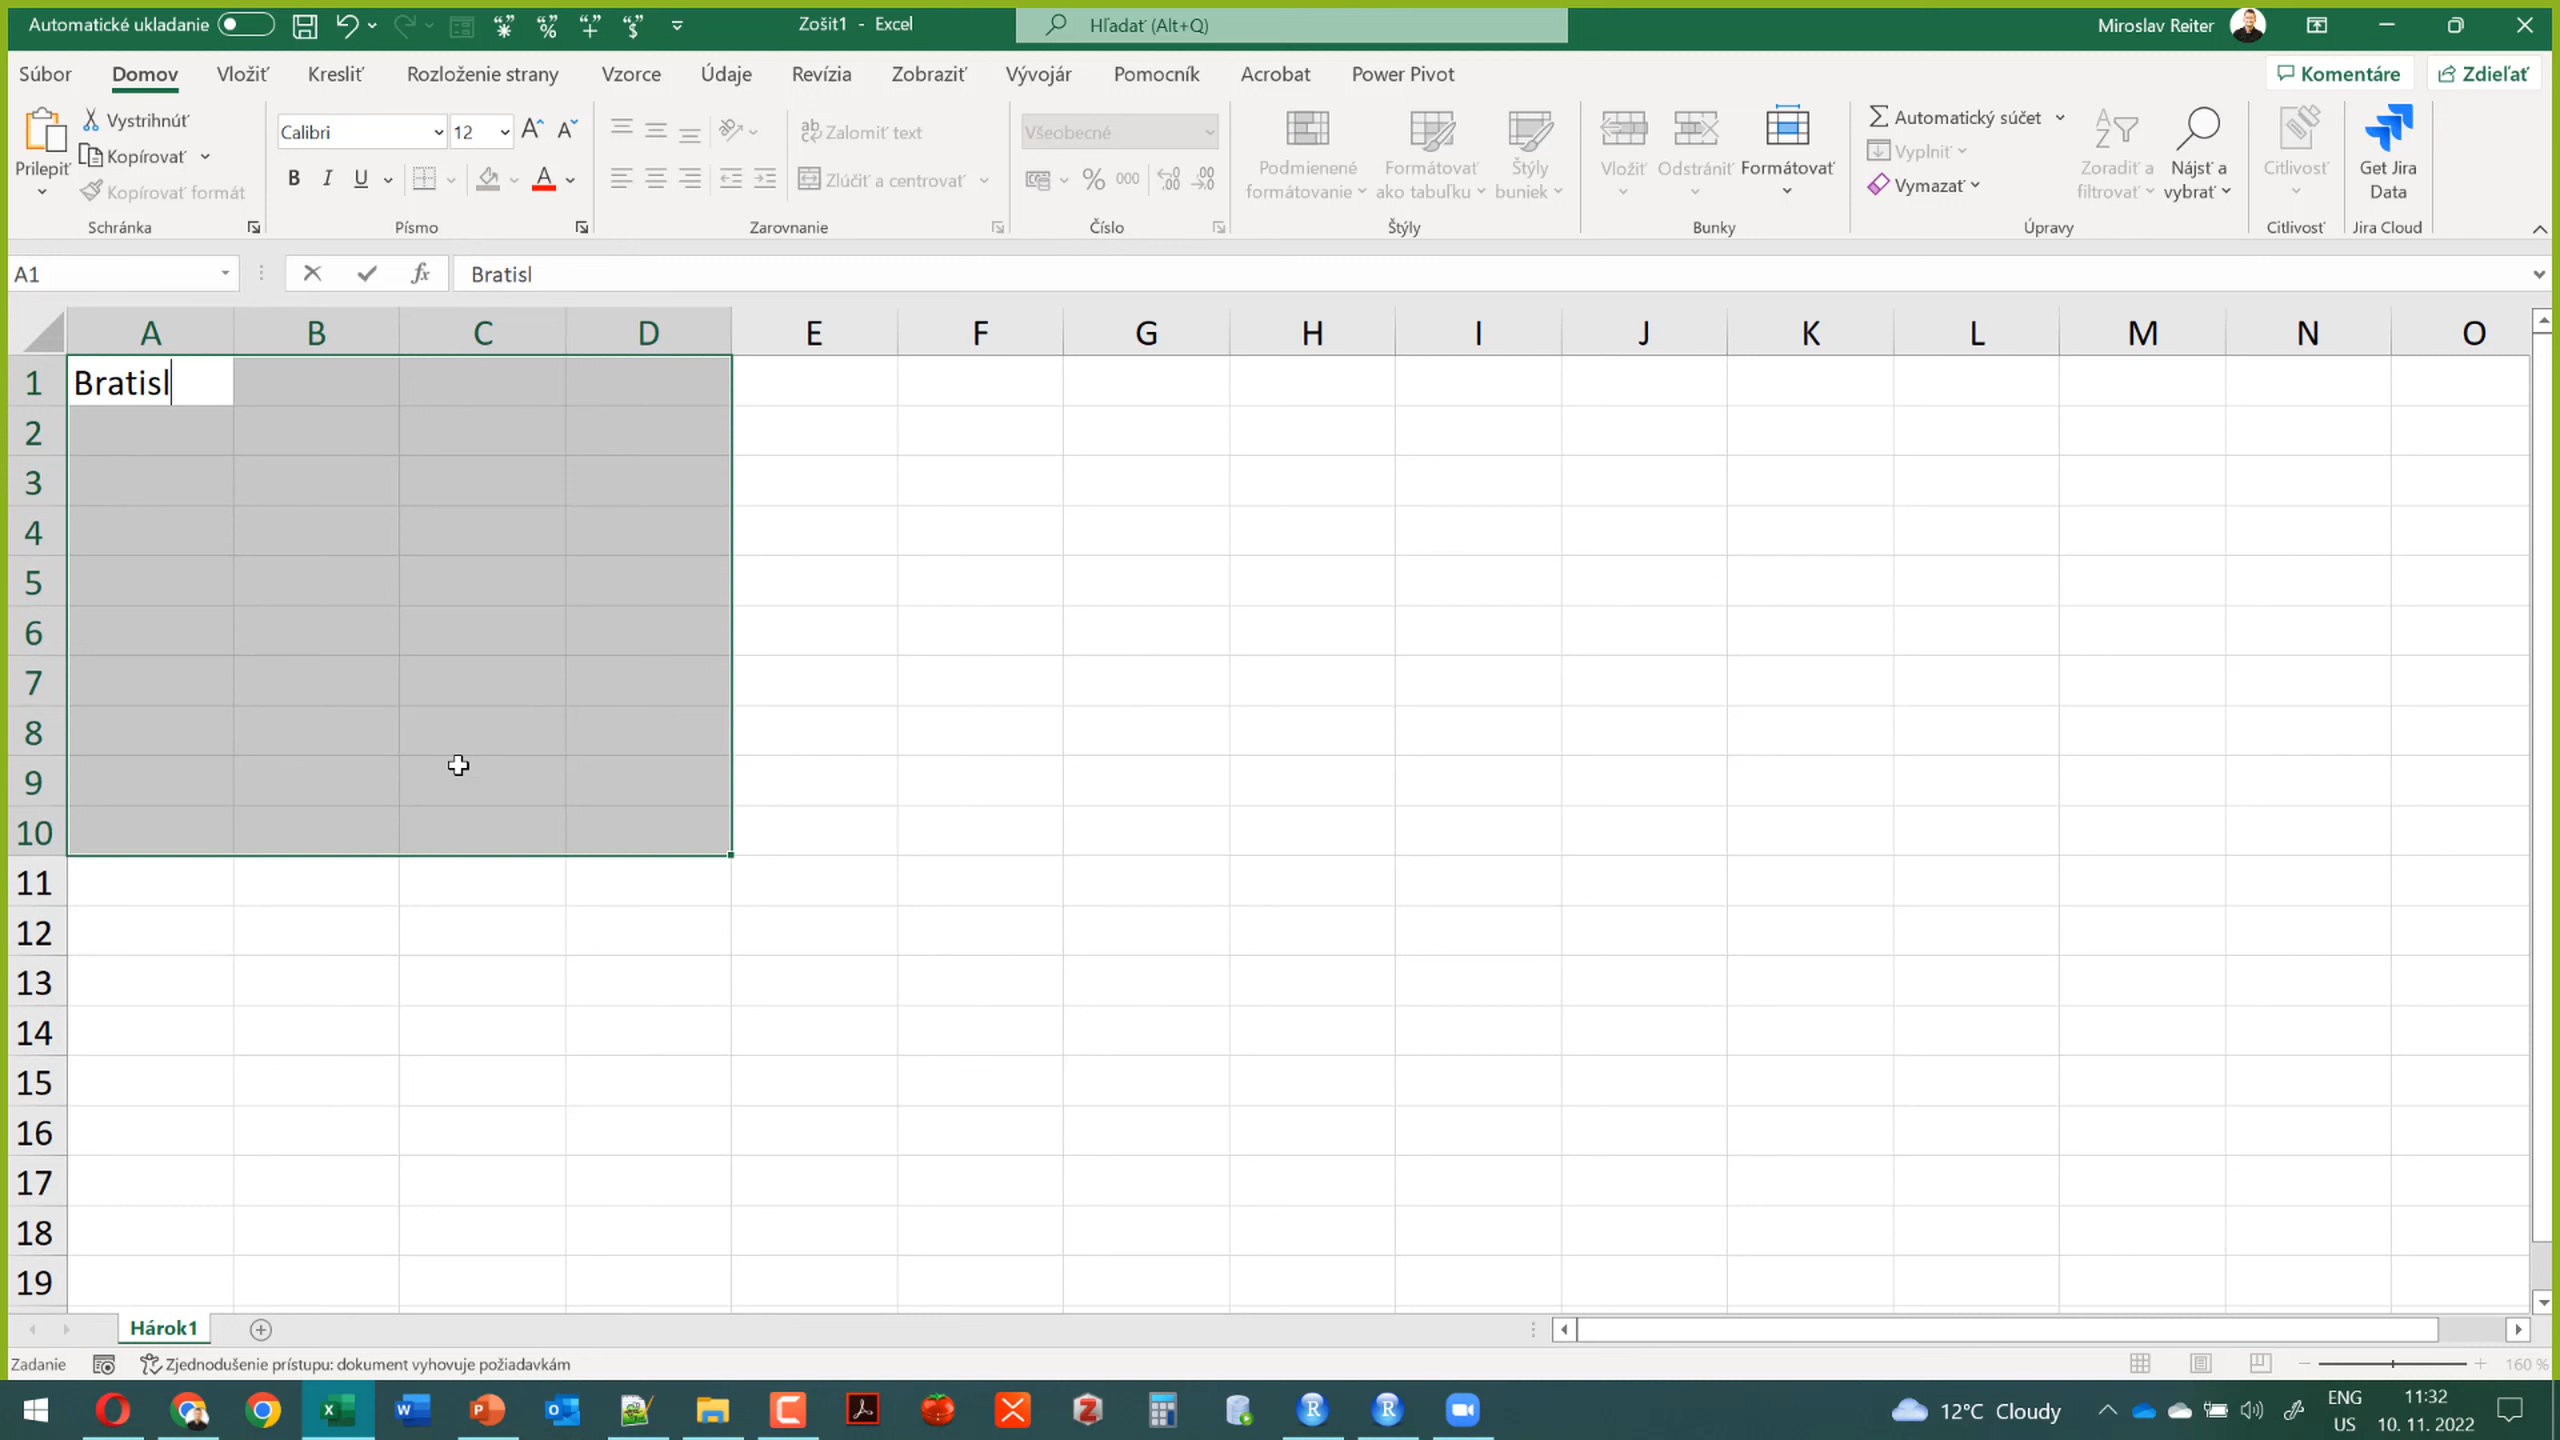 Automatické ukladanie
Zošit1 - Excel
Hľadať (Alt+Q)
Miroslav Reiter
Súbor Domov Vložiť Kresliť Rozloženie strany Vzorce Údaje Revízia Zobraziť Vývojár Pomocník Acrobat Power Pivot
Komentáre Zdieľať
Prilepiť
Vystrihnúť
Kopírovať
Kopírovať formát
Schránka
Calibri 12
B I U A
Písmo
Zalomiť text
Zlúčiť a centrovať
Zarovnanie
Všeobecné
% 000
Číslo
Podmienené
formátovanie
Formátovať
ako tabuľku
Štýly
buniek
Štýly
Vložiť Odstrániť Formátovať
Bunky
Automatický súčet
Vyplniť
Vymazať
Zoradiť a
filtrovať
Nájsť a
vybrať
Úpravy
Citlivosť
Citlivosť
Get Jira
Data
Jira Cloud
A1
fx
Bratisl
A B C D E F G H I J K L M N O
1 Bratisl
2
3
4
5
6
7
8
9
10
11
12
13
14
15
16
17
18
19
Hárok1
Zadanie
Zjednodušenie prístupu: dokument vyhovuje požiadavkám
160 %
12°C Cloudy
ENG
US
11:32
10. 11. 2022